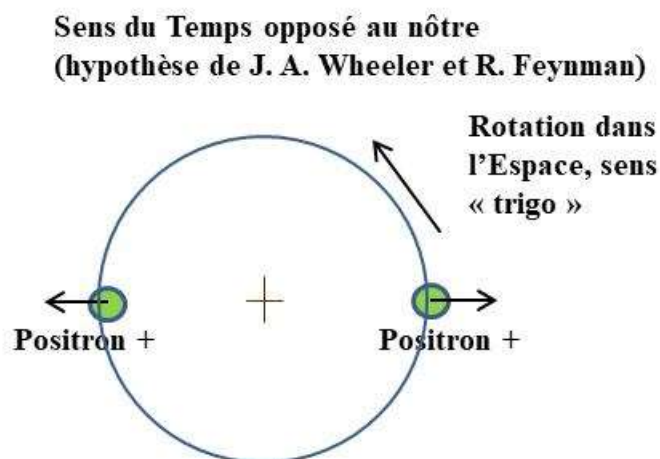 Sens du Temps opposé au nôtre
(hypothèse de J. A. Wheeler et R. Feynman)
Rotation dans
l’Espace, sens
« trigo »
Positron +
Positron +